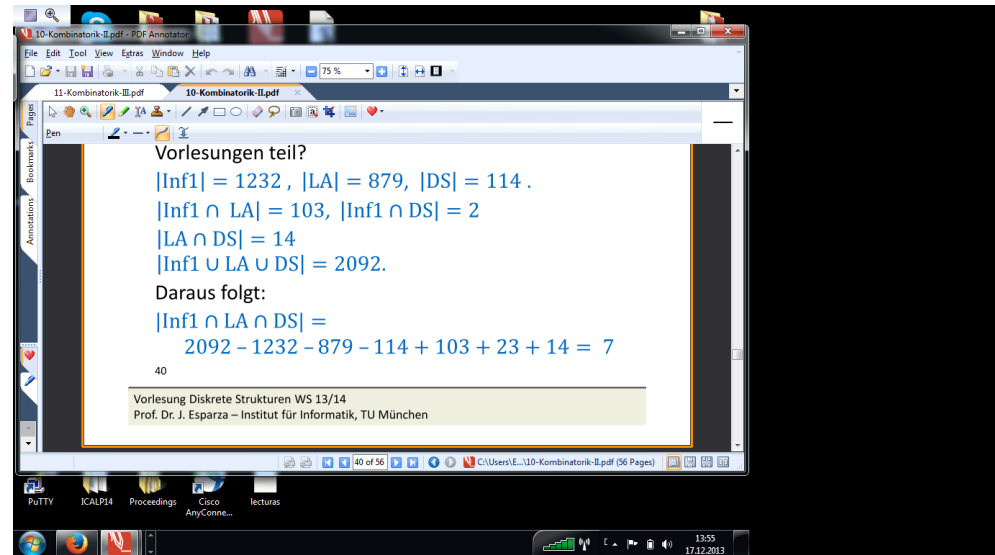 10-Kombinatorik-II.pdf - PDF Annotator
File Edit Tool View Extras Window Help
75 %
11-Kombinatorik-III.pdf 10-Kombinatorik-II.pdf
Pen
Pages
Bookmarks
Annotations
Vorlesungen teil?
|Inf1| = 1232 , |LA| = 879, |DS| = 114 .
|Inf1 ∩ LA| = 103, |Inf1 ∩ DS| = 2
|LA ∩ DS| = 14
|Inf1 ∪ LA ∪ DS| = 2092.
Daraus folgt:
|Inf1 ∩ LA ∩ DS| =
2092 – 1232 – 879 – 114 + 103 + 23 + 14 = 7
40
Vorlesung Diskrete Strukturen WS 13/14
Prof. Dr. J. Esparza – Institut für Informatik, TU München
40 of 56 C:\Users\E...\10-Kombinatorik-II.pdf (56 Pages)
PuTTY ICALP14 Proceedings Cisco AnyConne... lecturas
13:55
17.12.2013